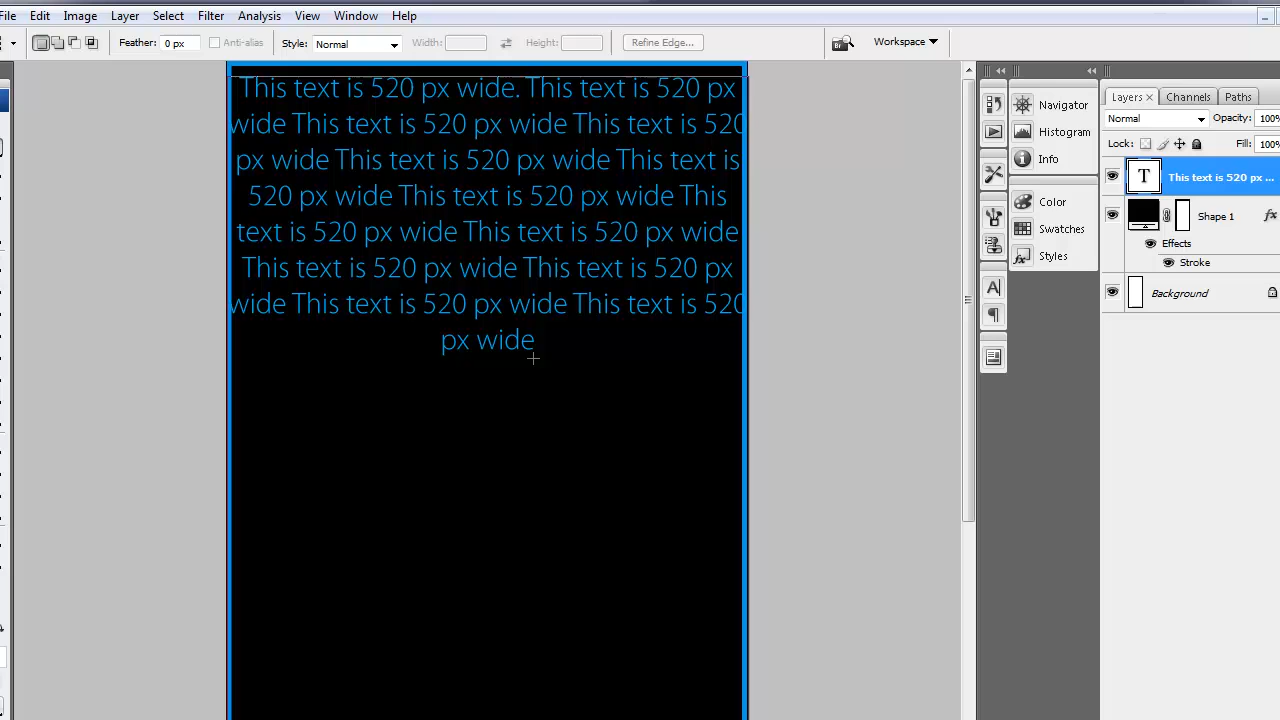 File Edit Image Layer Select Filter Analysis View Window Help
Feather: 0 px Anti-alias Style: Normal Width: Height: Refine Edge... Br Workspace
This text is 520 px wide. This text is 520 px
wide This text is 520 px wide This text is 520
px wide This text is 520 px wide This text is
520 px wide This text is 520 px wide This
text is 520 px wide This text is 520 px wide
This text is 520 px wide This text is 520 px
wide This text is 520 px wide This text is 520
px wide
Navigator
Histogram
Info
Color
Swatches
Styles
Layers Channels Paths
Normal Opacity: 100%
Lock: Fill: 100%
T This text is 520 px ...
Shape 1 fx
Effects
Stroke
Background